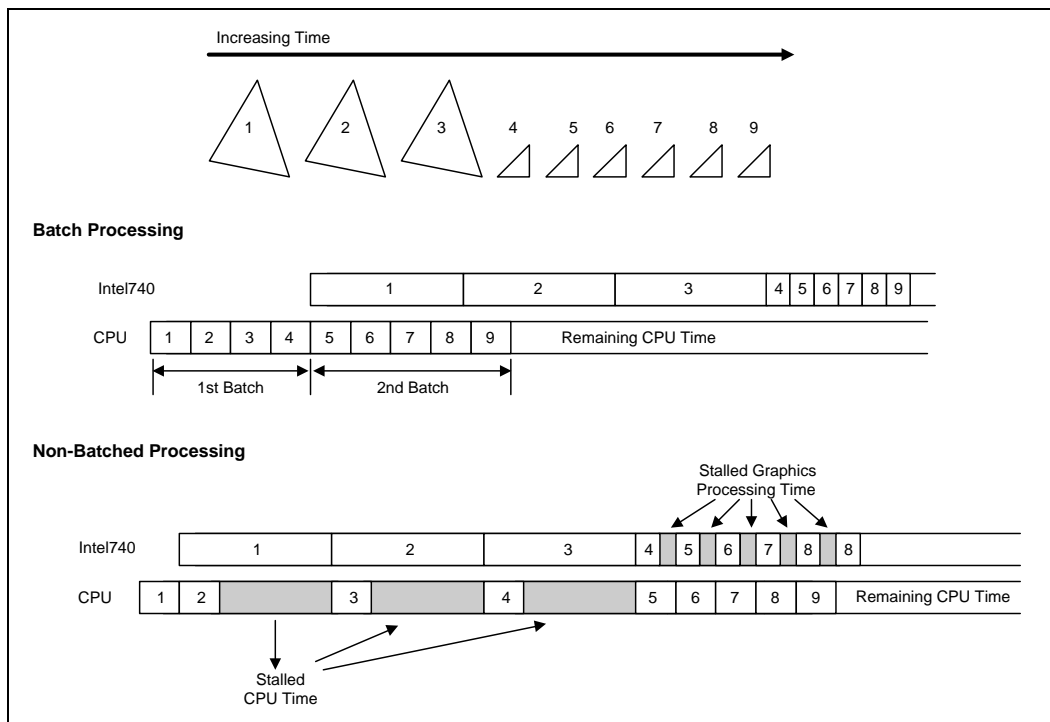 Increasing Time
1 2 3 4 5 6 7 8 9
Batch Processing
Intel740 1 2 3 4 5 6 7 8 9
CPU 1 2 3 4 5 6 7 8 9 Remaining CPU Time
1st Batch 2nd Batch
Non-Batched Processing
Stalled Graphics
Processing Time
Intel740 1 2 3 4 5 6 7 8 8
CPU 1 2 3 4 5 6 7 8 9 Remaining CPU Time
Stalled
CPU Time